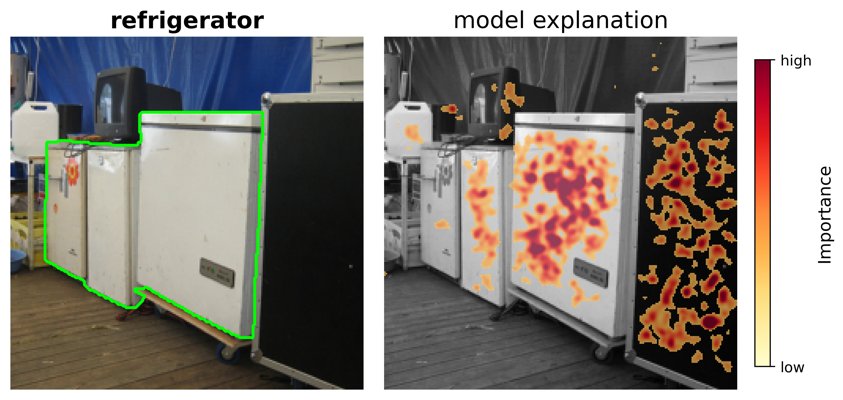 refrigerator
model explanation
high
Importance
low